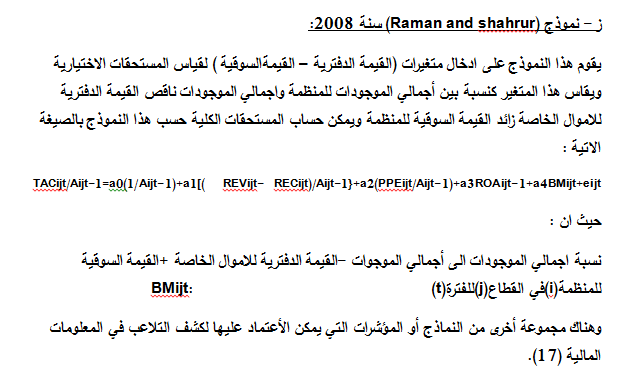 ز – نموذج (Raman and shahrur) سنة 2008:
يقوم هذا النموذج على ادخال متغيرات (القيمة الدفترية – القيمةالسوقية ) لقياس المستحقات الاختيارية
ويقاس هذا المتغير كنسبة بين أجمالي الموجودات للمنظمة واجمالي الموجودات ناقص القيمة الدفترية
للاموال الخاصة زائد القيمة السوقية للمنظمة ويمكن حساب المستحقات الكلية حسب هذا النموذج بالصيغة
الاتية :
TACijt/Aijt−1=a0(1/Aijt−1)+a1[( REVijt− RECijt)/Aijt−1}+a2(PPEijt/Aijt−1)+a3ROAijt−1+a4BMijt+eijt
حيث ان :
نسبة اجمالي الموجودات الى أجمالي الموجوات –القيمة الدفترية للاموال الخاصة +القيمة السوقية
للمنظمة(i)في القطاع(j)للفترة(t) BMijt:
وهناك مجموعة أخرى من النماذج أو المؤشرات التي يمكن الأعتماد عليها لكشف التلاعب في المعلومات
المالية (17).